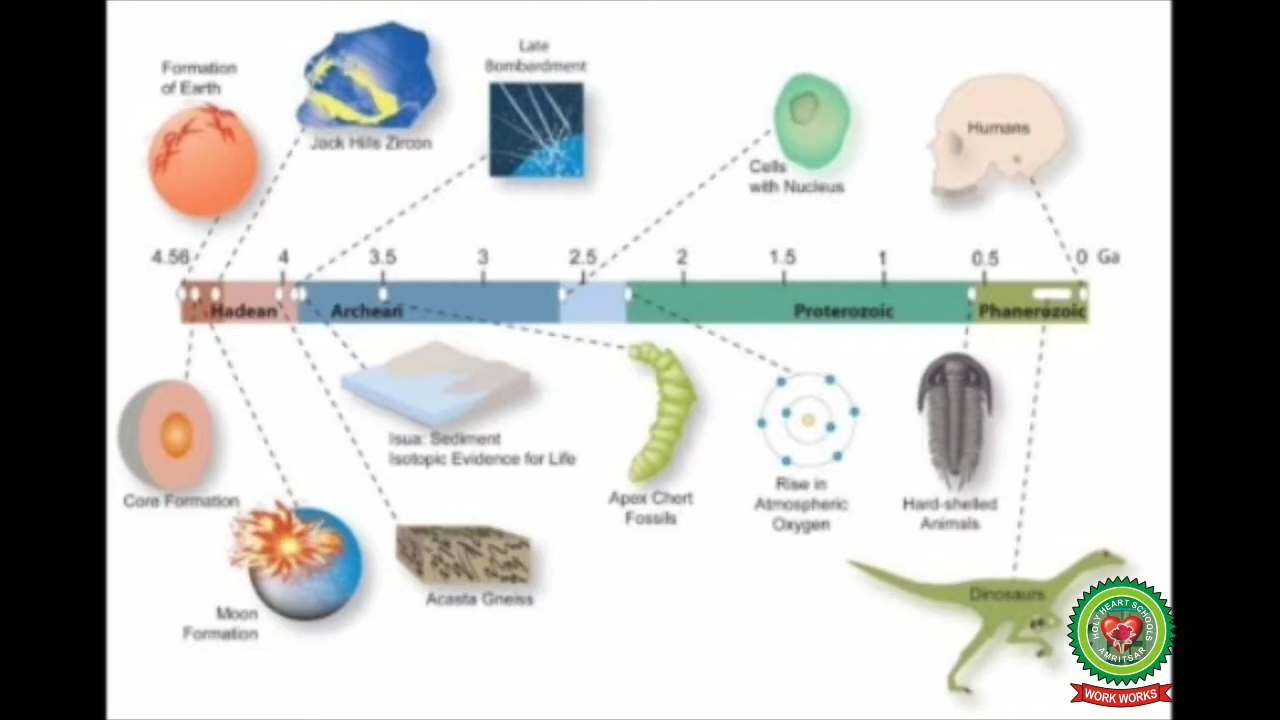 Formation
of Earth
Jack Hills Zircon
Late
Bombardment
Cells
with Nucleus
Humans
4.56 4 3.5 3 2.5 2 1.5 1 0.5 0 Ga
Hadean Archean Proterozoic Phanerozoic
Core Formation
Moon
Formation
Isua: Sediment
Isotopic Evidence for Life
Acasta Gneiss
Apex Chert
Fossils
Rise in
Atmospheric
Oxygen
Hard-shelled
Animals
Dinosaurs
HOLY HEART SCHOOLS
AMRITSAR
WORK WORKS